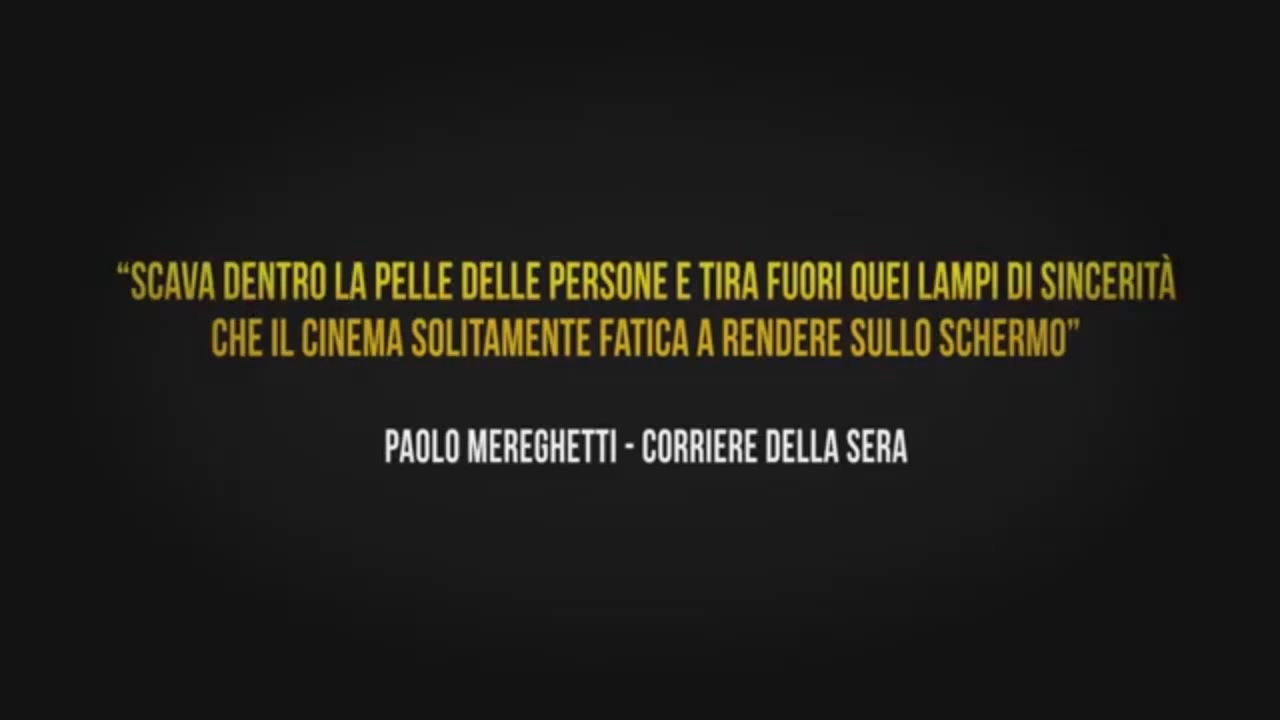 “SCAVA DENTRO LA PELLE DELLE PERSONE E TIRA FUORI QUEI LAMPI DI SINCERITÀ
CHE IL CINEMA SOLITAMENTE FATICA A RENDERE SULLO SCHERMO”
PAOLO MEREGHETTI - CORRIERE DELLA SERA